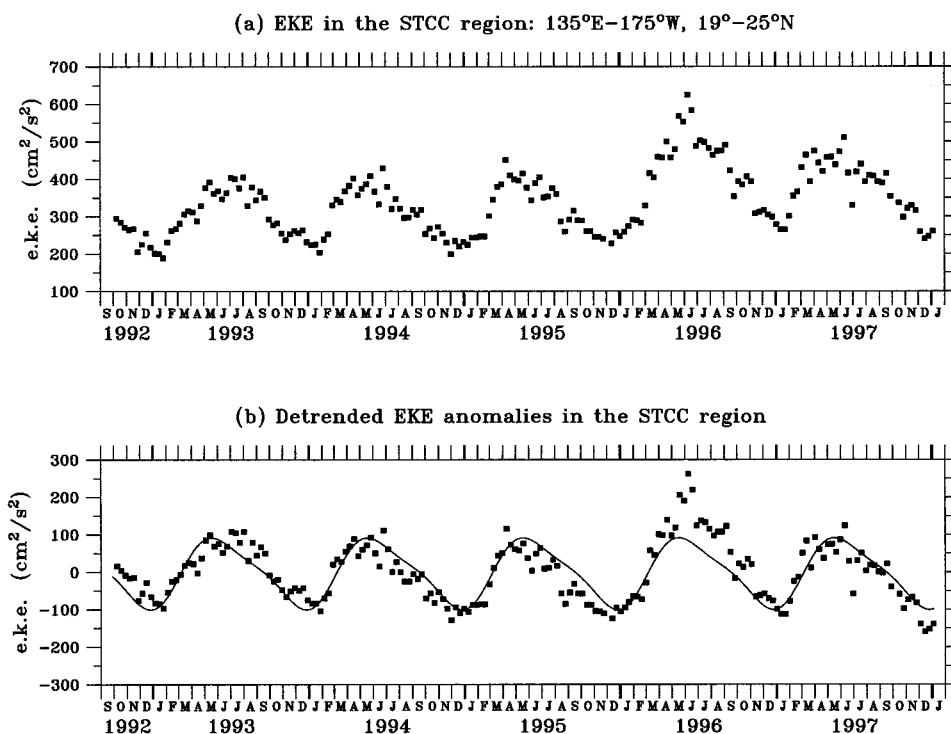 (a) EKE in the STCC region: 135°E−175°W, 19°−25°N
e.k.e. (cm²/s²)
700
600
500
400
300
200
100
S O N D J F M A M J J A S O N D J F M A M J J A S O N D J F M A M J J A S O N D J F M A M J J A S O N D J F M A M J J A S O N D J
1992 1993 1994 1995 1996 1997
(b) Detrended EKE anomalies in the STCC region
e.k.e. (cm²/s²)
300
200
100
0
−100
−200
−300
S O N D J F M A M J J A S O N D J F M A M J J A S O N D J F M A M J J A S O N D J F M A M J J A S O N D J F M A M J J A S O N D J
1992 1993 1994 1995 1996 1997